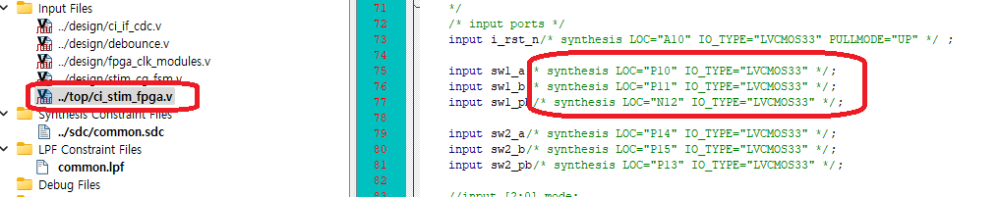 Input Files
../design/ci_if_cdc.v
../design/debounce.v
../design/fpga_clk_modules.v
../design/stim_cg_fsm.v
../top/ci_stim_fpga.v
Synthesis Constraint Files
../sdc/common.sdc
LPF Constraint Files
common.lpf
Debug Files
71 */
72 /* input ports */
73 input i_rst_n/* synthesis LOC="A10" IO_TYPE="LVCMOS33" PULLMODE="UP" */ ;
74
75 input sw1_a/* synthesis LOC="P10" IO_TYPE="LVCMOS33" */;
76 input sw1_b/* synthesis LOC="P11" IO_TYPE="LVCMOS33" */;
77 input sw1_pb/* synthesis LOC="N12" IO_TYPE="LVCMOS33" */;
78
79 input sw2_a/* synthesis LOC="P14" IO_TYPE="LVCMOS33" */;
80 input sw2_b/* synthesis LOC="P15" IO_TYPE="LVCMOS33" */;
81 input sw2_pb/* synthesis LOC="P13" IO_TYPE="LVCMOS33" */;
82
83 //input [2:0] mode;